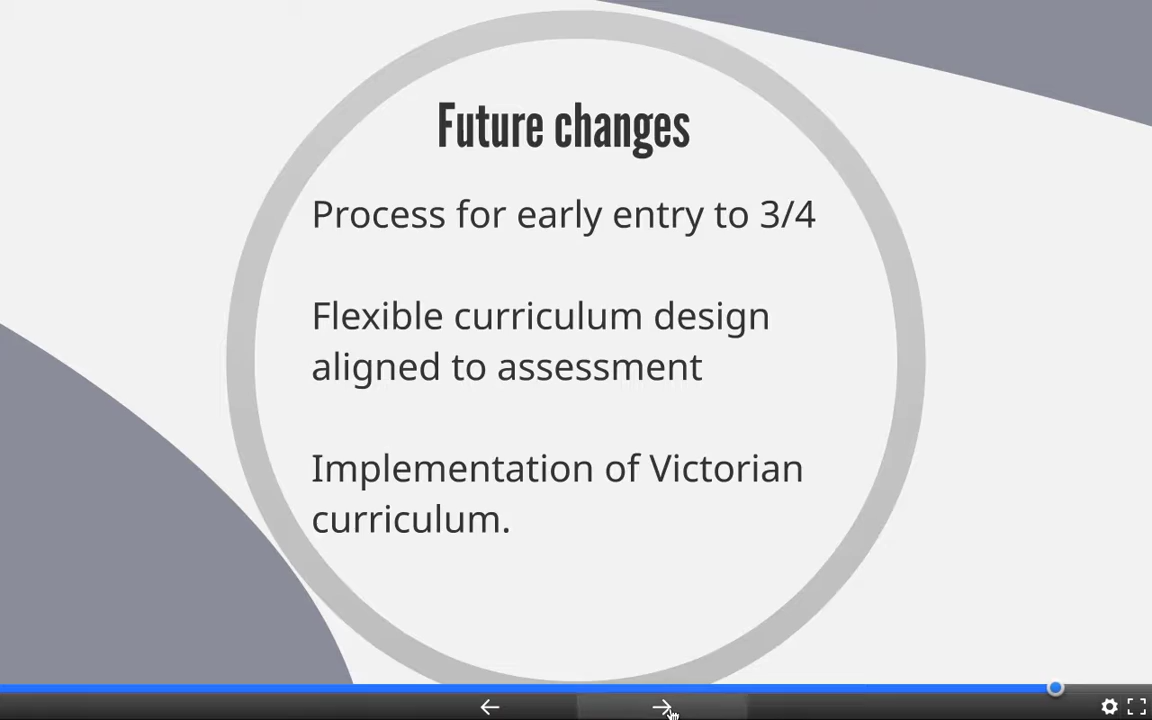 Future changes
Process for early entry to 3/4
Flexible curriculum design
aligned to assessment
Implementation of Victorian
curriculum.